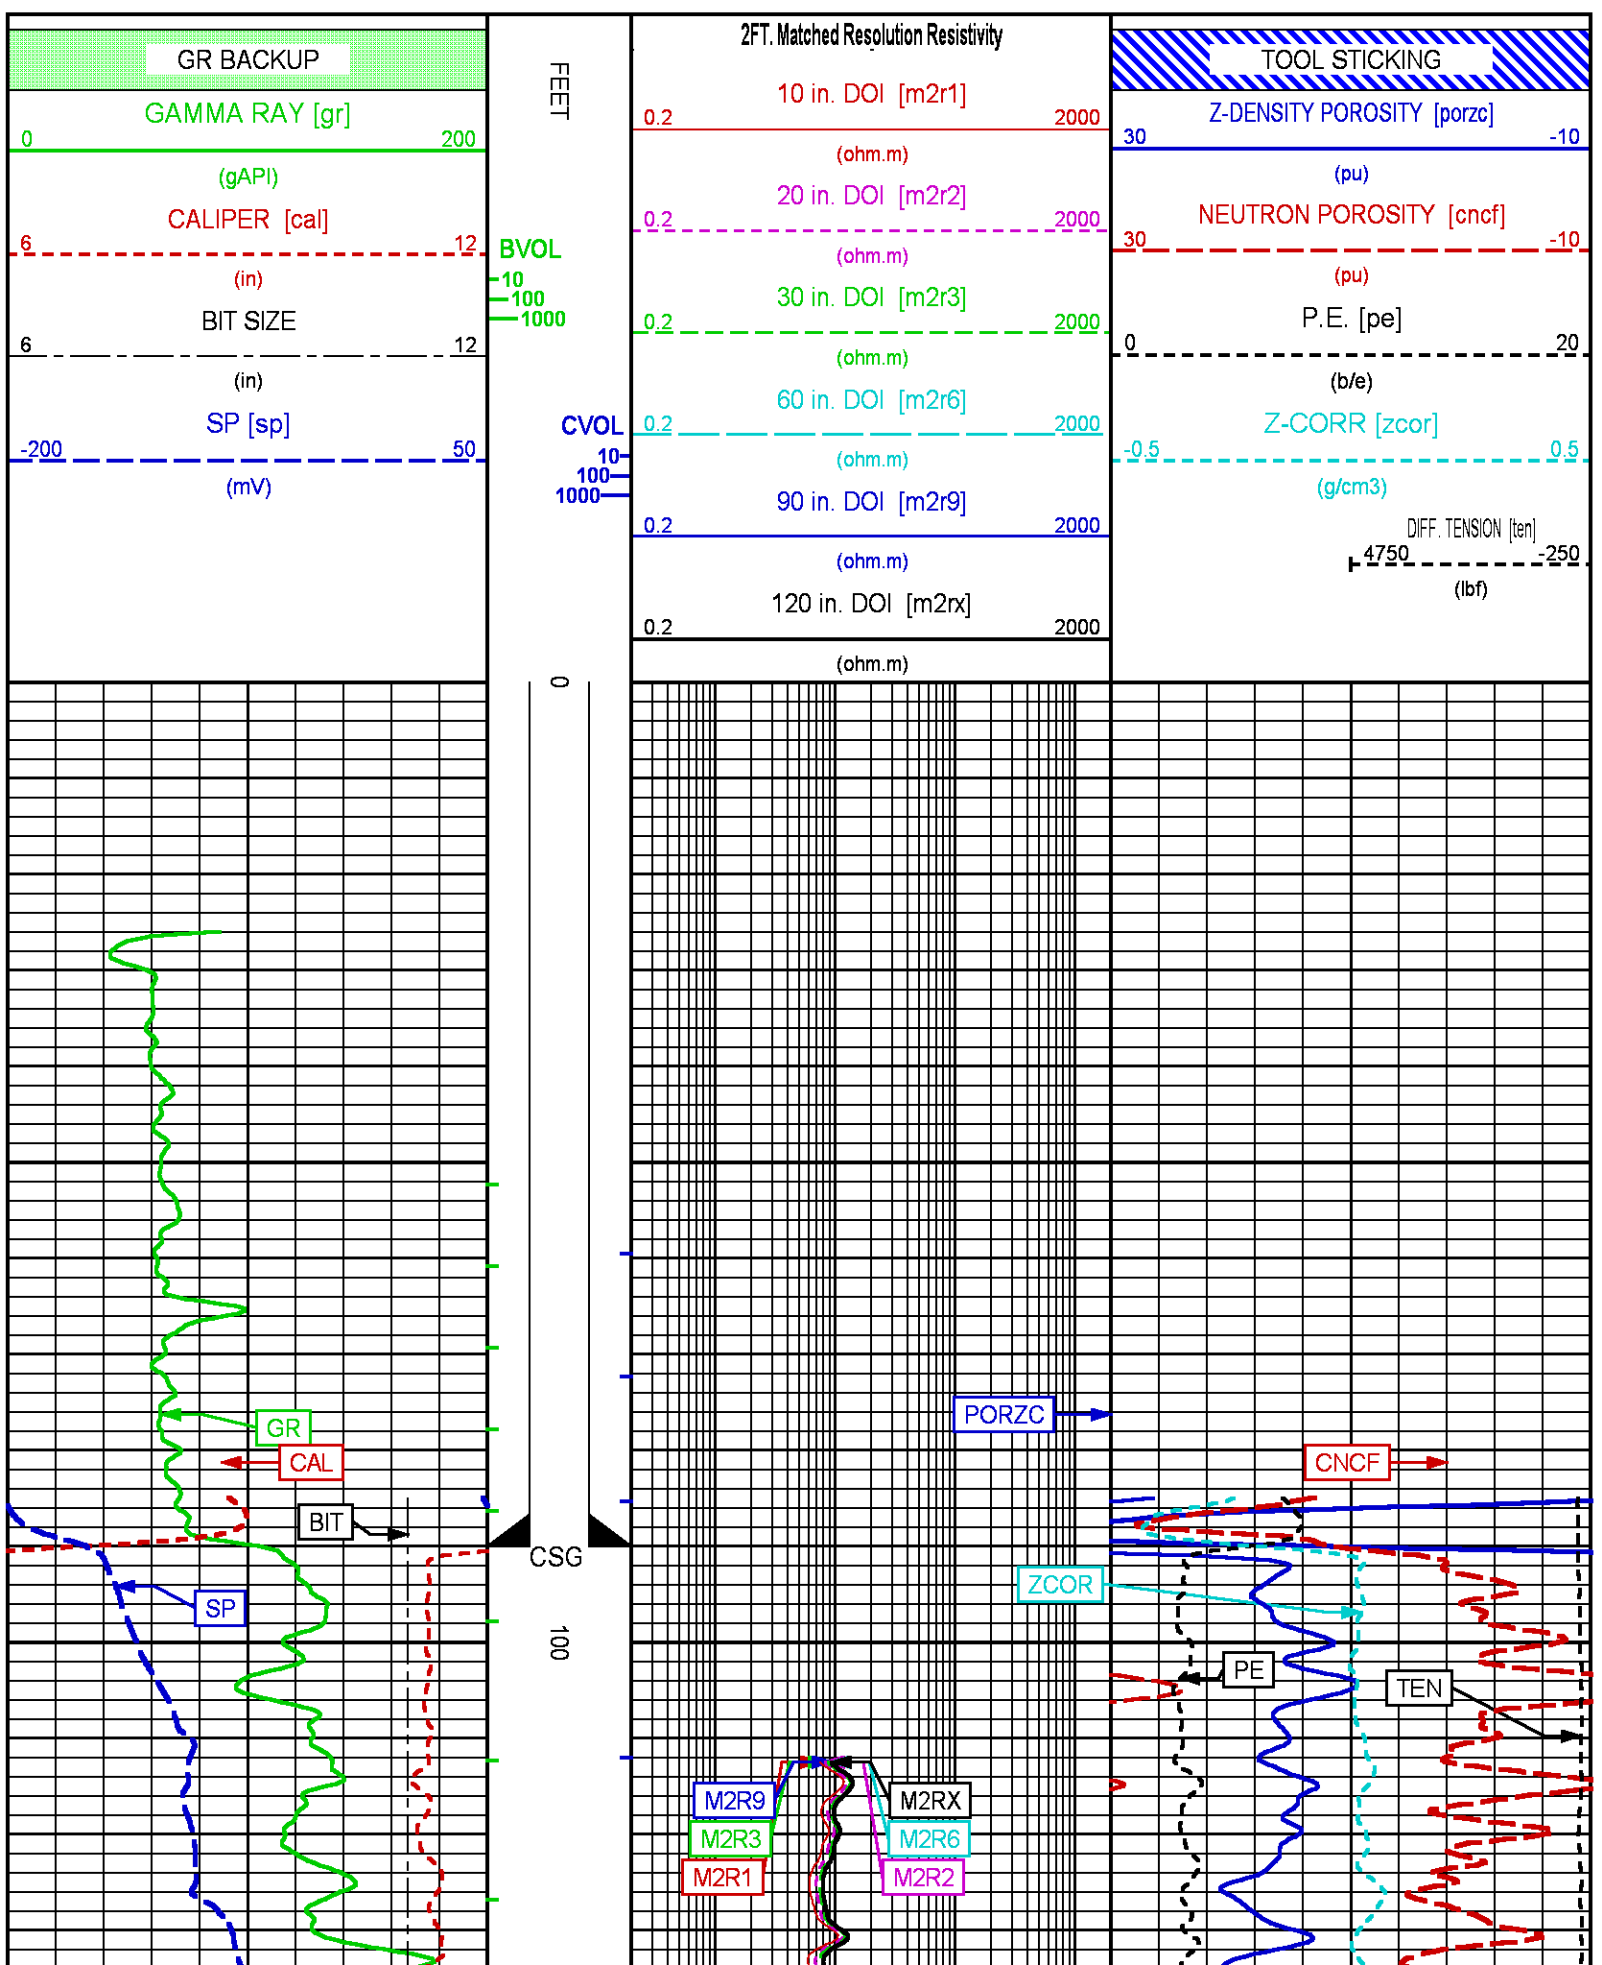 GR BACKUP
GAMMA RAY [gr]
0 200
(gAPI)
CALIPER [cal]
6 12
(in)
BIT SIZE
6 12
(in)
SP [sp]
-200 50
(mV)
FEET
BVOL
10
100
1000
CVOL
10
100
1000
2FT. Matched Resolution Resistivity
10 in. DOI [m2r1]
0.2 2000
(ohm.m)
20 in. DOI [m2r2]
0.2 2000
(ohm.m)
30 in. DOI [m2r3]
0.2 2000
(ohm.m)
60 in. DOI [m2r6]
0.2 2000
(ohm.m)
90 in. DOI [m2r9]
0.2 2000
(ohm.m)
120 in. DOI [m2rx]
0.2 2000
(ohm.m)
TOOL STICKING
Z-DENSITY POROSITY [porzc]
30 -10
(pu)
NEUTRON POROSITY [cncf]
30 -10
(pu)
P.E. [pe]
0 20
(b/e)
Z-CORR [zcor]
-0.5 0.5
(g/cm3)
DIFF. TENSION [ten]
4750 -250
(lbf)
0
PORZC
GR
CAL
CNCF
BIT
CSG
ZCOR
SP
100
PE
TEN
M2R9
M2RX
M2R3
M2R6
M2R1
M2R2